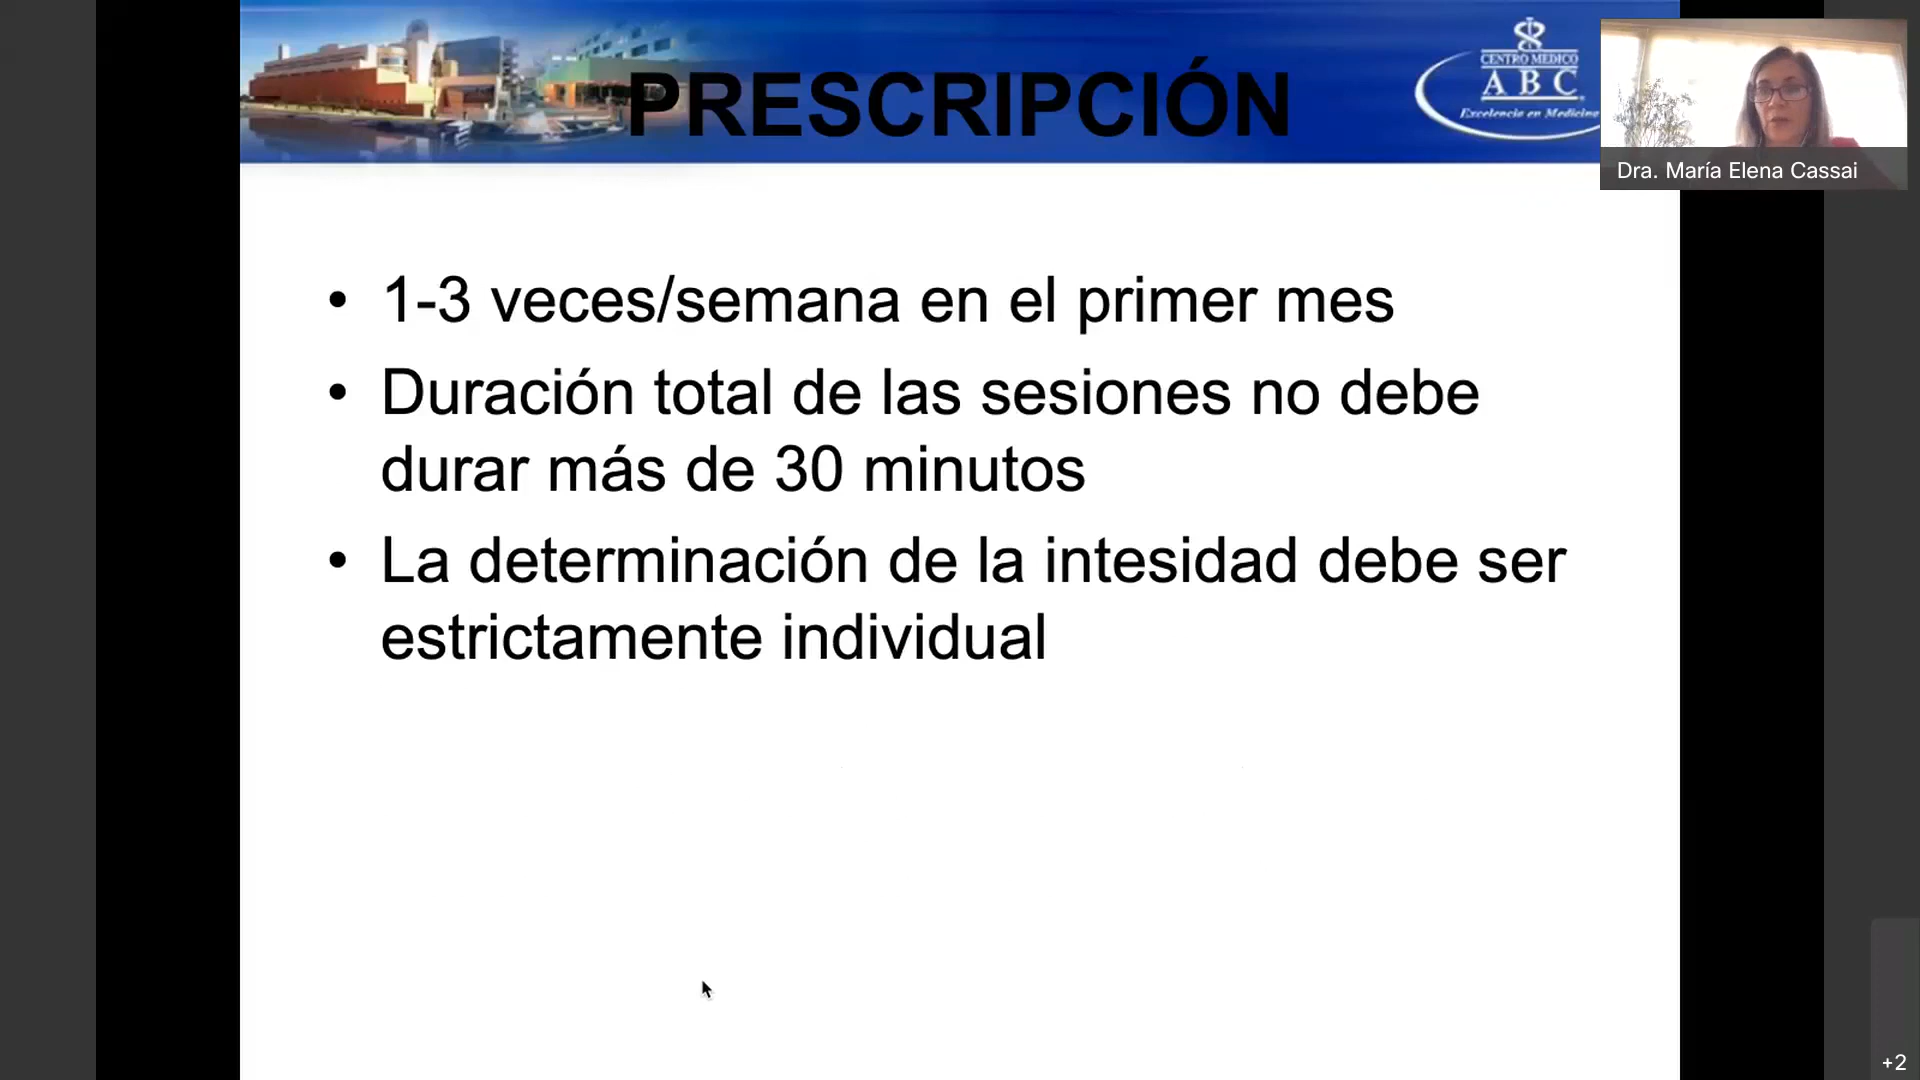 PRESCRIPCIÓN
CENTRO MEDICO
ABC
Excelencia en Medicina
Dra. María Elena Cassai
• 1-3 veces/semana en el primer mes
• Duración total de las sesiones no debe
durar más de 30 minutos
• La determinación de la intesidad debe ser
estrictamente individual
+2